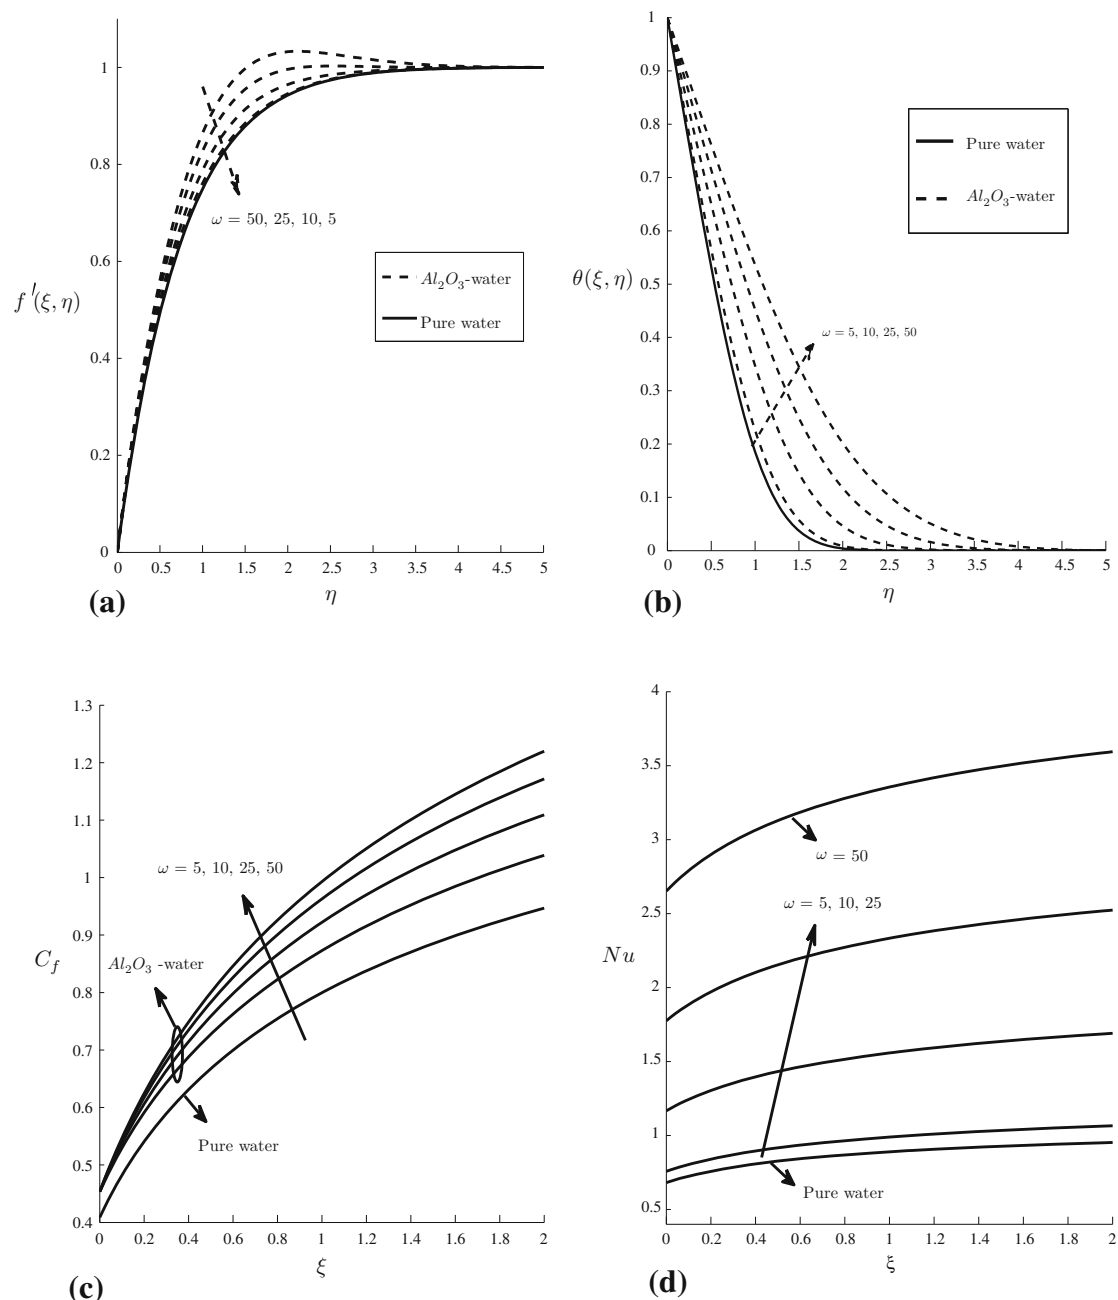 1
0.8
0.6
0.4
0.2
0
f ′(ξ, η)
ω = 50, 25, 10, 5
Al₂O₃-water
Pure water
0 0.5 1 1.5 2 2.5 3 3.5 4 4.5 5
η
(a)
1
0.9
0.8
0.7
0.6
0.5
0.4
0.3
0.2
0.1
0
θ(ξ, η)
Pure water
Al₂O₃-water
ω = 5, 10, 25, 50
0 0.5 1 1.5 2 2.5 3 3.5 4 4.5 5
η
(b)
1.3
1.2
1.1
1
0.9
0.8
0.7
0.6
0.5
0.4
C_f
ω = 5, 10, 25, 50
Al₂O₃ -water
Pure water
0 0.2 0.4 0.6 0.8 1 1.2 1.4 1.6 1.8 2
ξ
(c)
4
3.5
3
2.5
2
1.5
1
0.5
Nu
ω = 50
ω = 5, 10, 25
Pure water
0 0.2 0.4 0.6 0.8 1 1.2 1.4 1.6 1.8 2
ξ
(d)